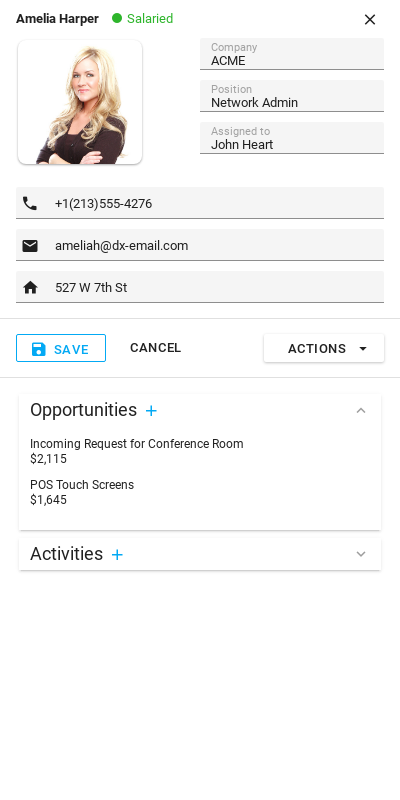 Amelia Harper Salaried
Company
ACME
Position
Network Admin
Assigned to
John Heart
+1(213)555-4276
ameliah@dx-email.com
527 W 7th St
SAVE CANCEL ACTIONS
Opportunities +
Incoming Request for Conference Room
$2,115
POS Touch Screens
$1,645
Activities +